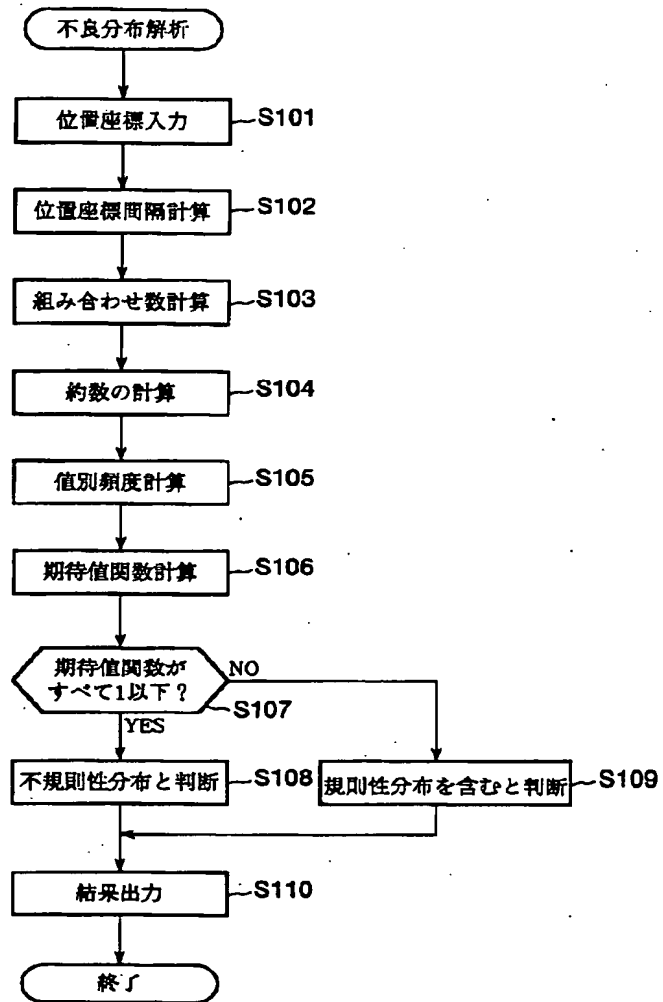 不良分布解析
位置座標入力
S101
位置座標間隔計算
S102
組み合わせ数計算
S103
約数の計算
S104
値別頻度計算
S105
期待値関数計算
S106
期待値関数が
すべて1以下?
NO
S107
YES
不規則性分布と判断
S108
規則性分布を含むと判断
S109
結果出力
S110
終了